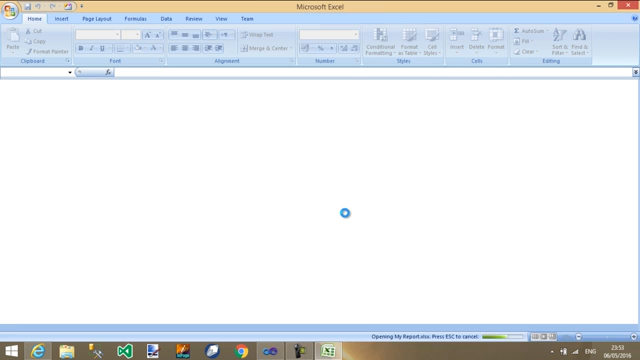 Microsoft Excel
Home Insert Page Layout Formulas Data Review View Team
Paste
Cut
Copy
Format Painter
Clipboard
B I U
Font
Wrap Text
Merge & Center
Alignment
Number
Conditional Formatting
Format as Table
Cell Styles
Styles
Insert Delete Format
Cells
Σ AutoSum
Fill
Clear
Sort & Filter
Find & Select
Editing
fx
Opening My Report.xlsx. Press ESC to cancel.
ENG
23:53
06/05/2016